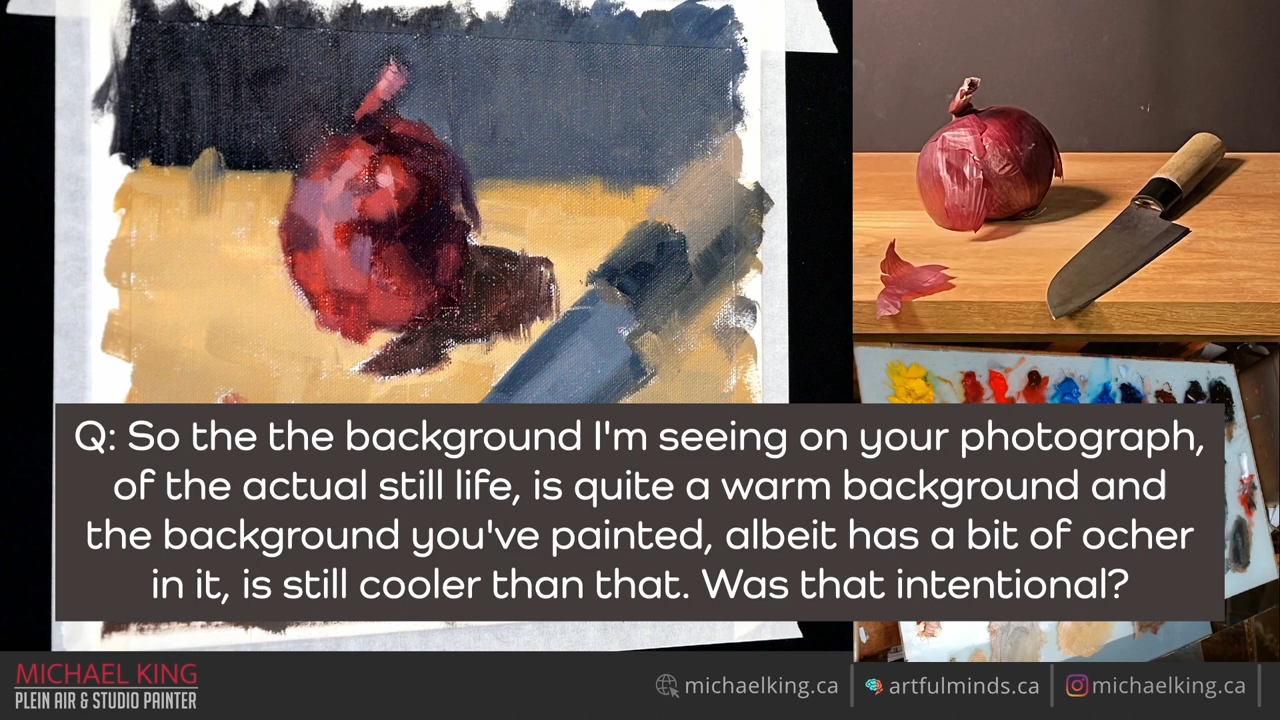 Q: So the the background I'm seeing on your photograph,
of the actual still life, is quite a warm background and
the background you've painted, albeit has a bit of ocher
in it, is still cooler than that. Was that intentional?
MICHAEL KING
PLEIN AIR & STUDIO PAINTER
michaelking.ca
artfulminds.ca
michaelking.ca